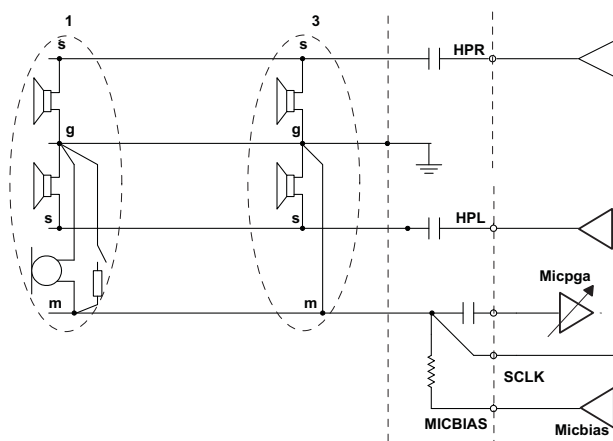 1 3
s s HPR
g g
s s HPL
Micpga
m m
SCLK
MICBIAS Micbias